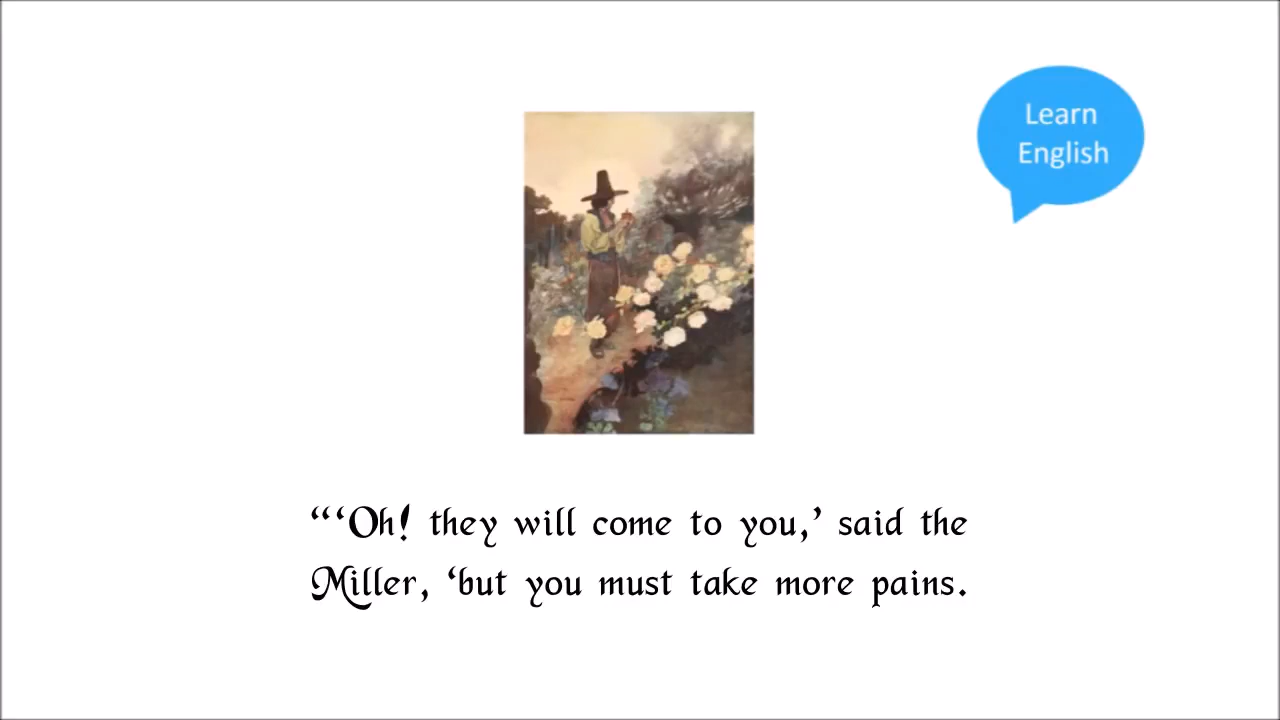 Learn
English
“‘Oh! they will come to you,’ said the
Miller, ‘but you must take more pains.